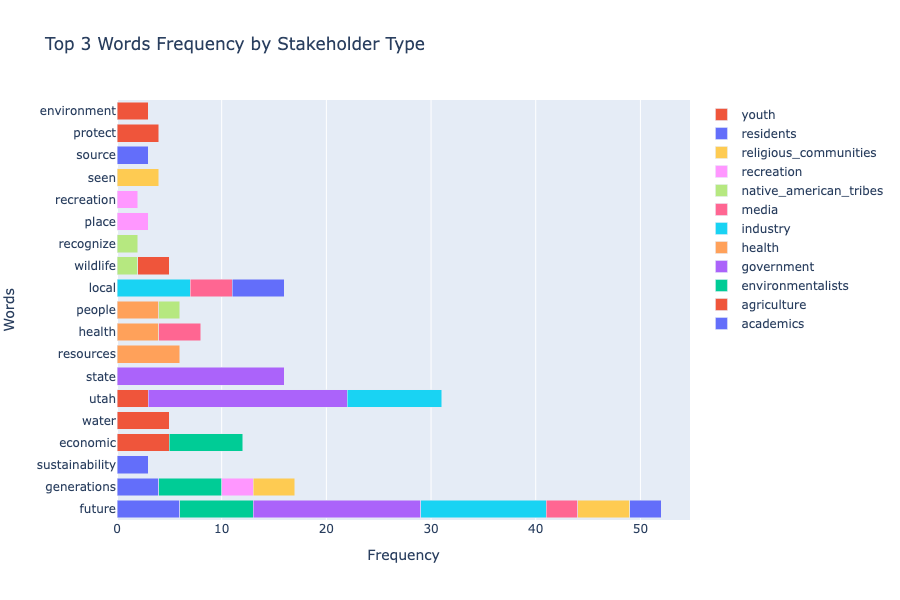 Top 3 Words Frequency by Stakeholder Type
environment
protect
source
seen
recreation
place
recognize
wildlife
local
people
health
resources
state
utah
water
economic
sustainability
generations
future
Words
0 10 20 30 40 50
Frequency
youth
residents
religious_communities
recreation
native_american_tribes
media
industry
health
government
environmentalists
agriculture
academics